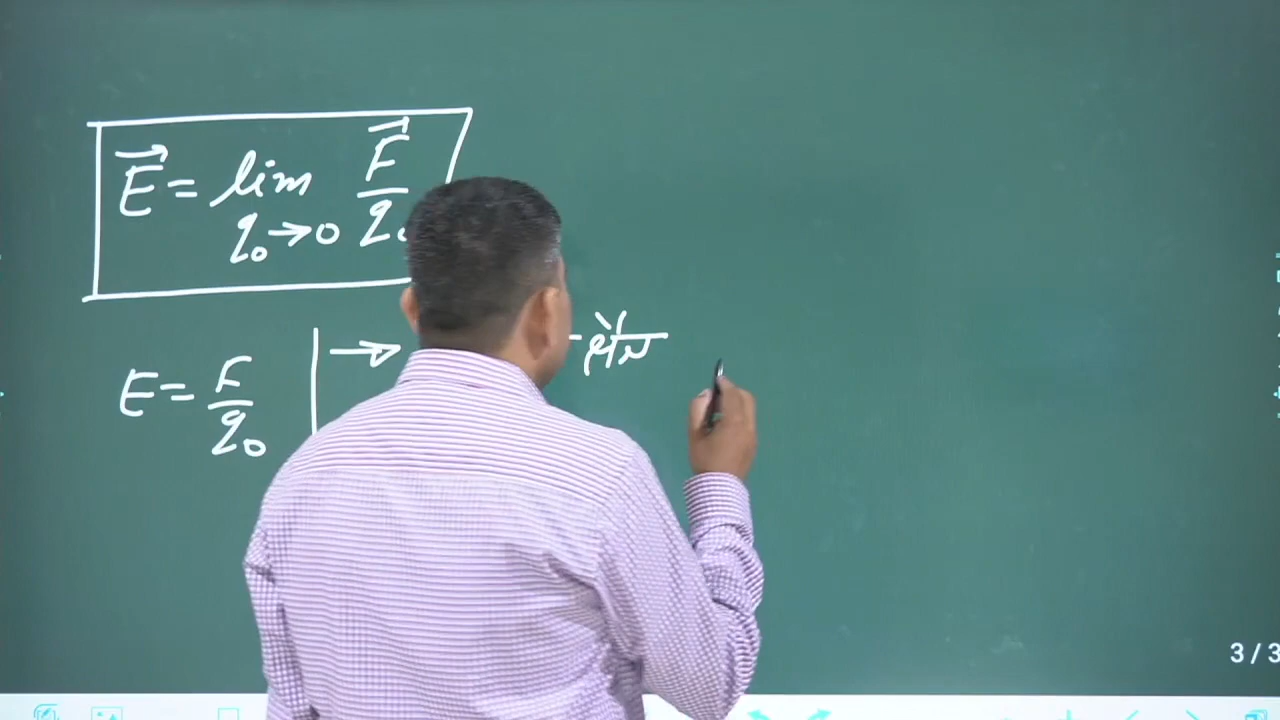 E⃗ = lim F⃗
q₀→0 q₀
E = F/q₀ →
3 / 3